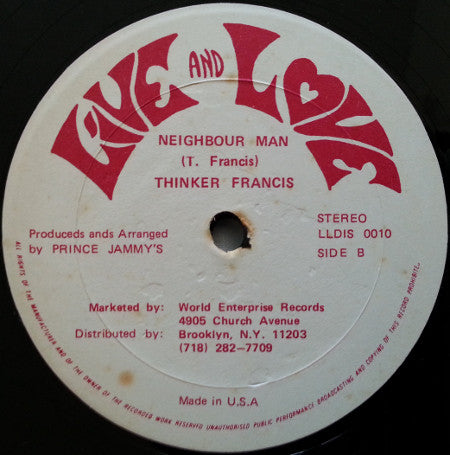 LIVE AND LOVE
NEIGHBOUR MAN
(T. Francis)
THINKER FRANCIS
Produceds ands Arranged
by PRINCE JAMMY'S
STEREO
LLDIS 0010
SIDE B
Marketed by: World Enterprise Records
4905 Church Avenue
Distributed by: Brooklyn, N.Y. 11203
(718) 282-7709
Made in U.S.A
ALL RIGHTS OF THE MANUFACTURER AND OF THE OWNER OF THE RECORDED WORK RESERVED UNAUTHORISLD PUBLIC PERFORMANCE BROADCASTING AND COPYING OF THIS RECORD PROHIBITE.